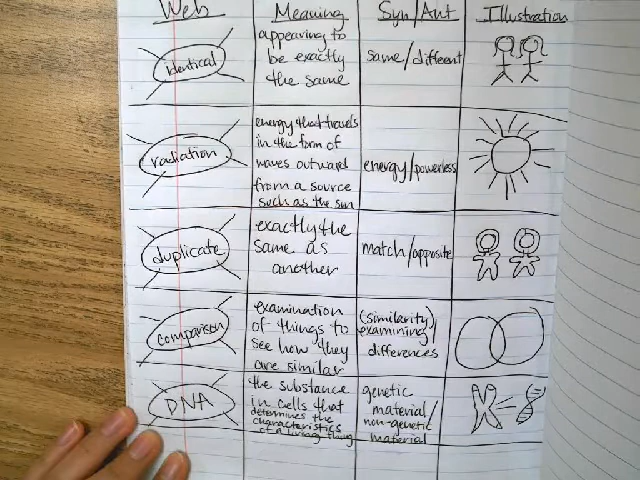 Web
Meaning
Syn/Ant
Illustration
identical
appearing to
be exactly
the same
same/different
radiation
energy that travels
in the form of
waves outward
from a source
such as the sun
energy/powerless
duplicate
exactly the
same as
another
match/opposite
comparison
examination
of things to
see how they
are similar
(similarity)
examining/
differences
DNA
the substance
in cells that
determines the
characteristics
of a living thing
genetic
material/
non-genetic
material